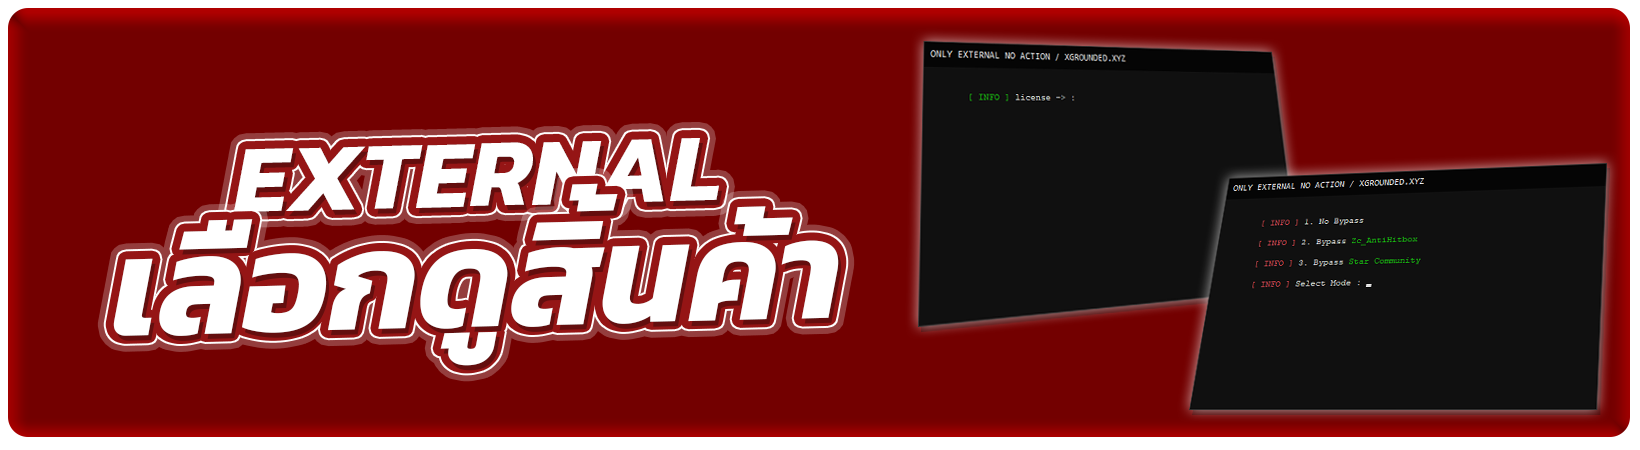 EXTERNAL
เลือกดูสิ้นค้า
ONLY EXTERNAL NO ACTION / XGROUNDED.XYZ
[ INFO ] license -> :
ONLY EXTERNAL NO ACTION / XGROUNDED.XYZ
[ INFO ] 1. No Bypass
[ INFO ] 2. Bypass Zc_AntiHitbox
[ INFO ] 3. Bypass Star Community
[ INFO ] Select Mode :